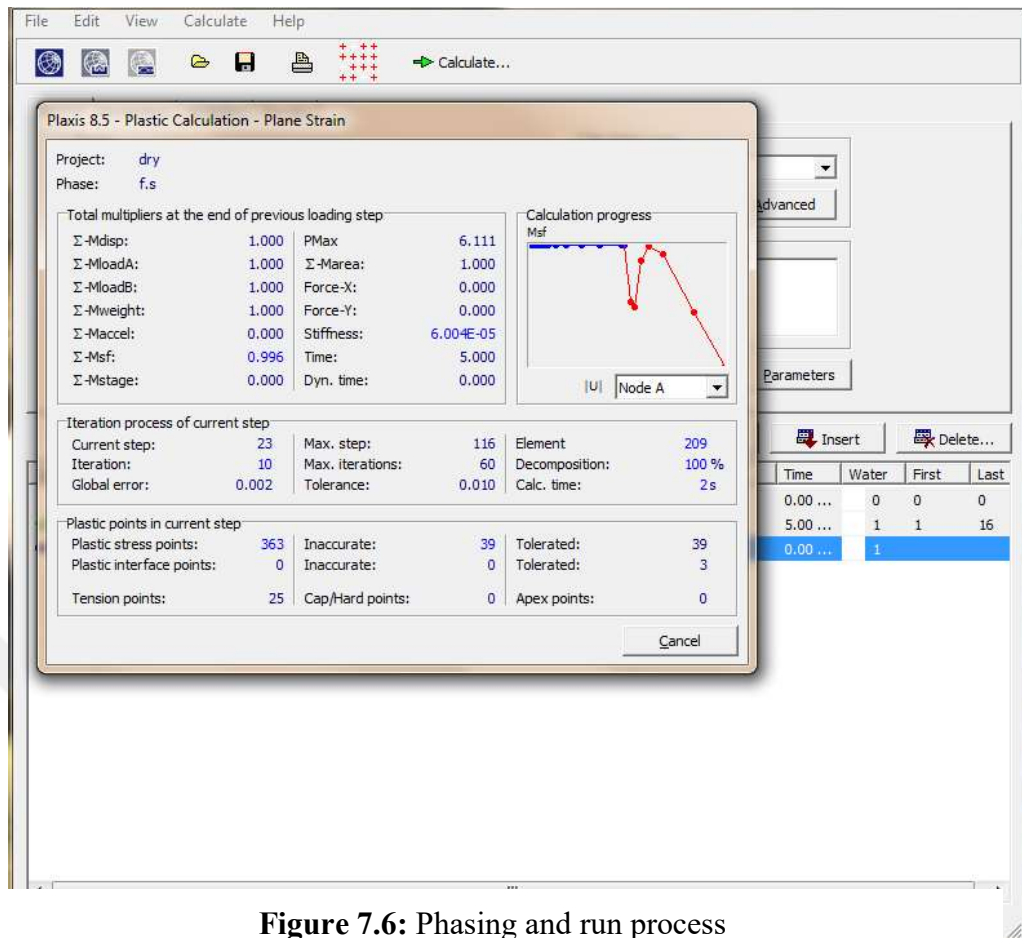 File Edit View Calculate Help
Calculate...
Plaxis 8.5 - Plastic Calculation - Plane Strain
Project: dry
Phase: f.s
Total multipliers at the end of previous loading step
Calculation progress
Σ-Mdisp: 1.000 PMax 6.111 Msf
Σ-MloadA: 1.000 Σ-Marea: 1.000
Σ-MloadB: 1.000 Force-X: 0.000
Σ-Mweight: 1.000 Force-Y: 0.000
Σ-Maccel: 0.000 Stiffness: 6.004E-05
Σ-Msf: 0.996 Time: 5.000
Σ-Mstage: 0.000 Dyn. time: 0.000
|U| Node A
Advanced
Parameters
Iteration process of current step
Current step: 23 Max. step: 116 Element 209
Iteration: 10 Max. iterations: 60 Decomposition: 100 %
Global error: 0.002 Tolerance: 0.010 Calc. time: 2 s
Insert Delete...
Time Water First Last
0.00 ... 0 0 0
5.00 ... 1 1 16
0.00 ... 1
Plastic points in current step
Plastic stress points: 363 Inaccurate: 39 Tolerated: 39
Plastic interface points: 0 Inaccurate: 0 Tolerated: 3
Tension points: 25 Cap/Hard points: 0 Apex points: 0
Cancel
Figure 7.6: Phasing and run process